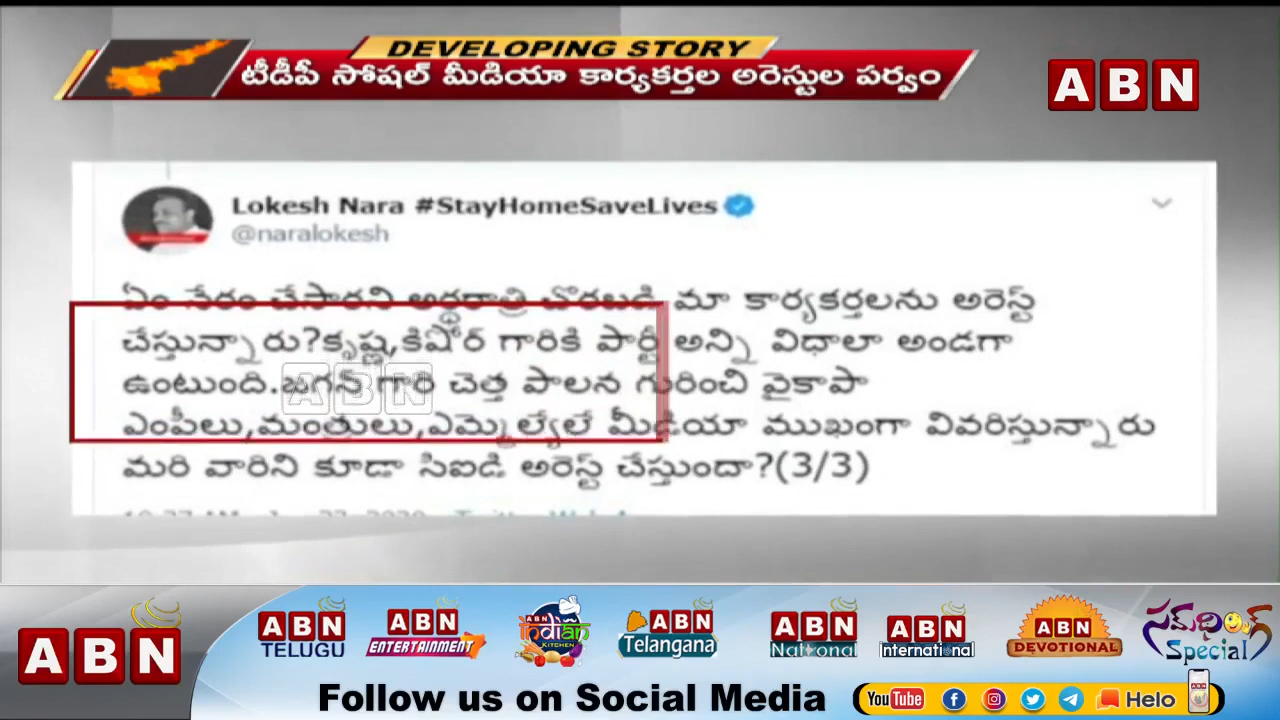 DEVELOPING STORY
టీడీపీ సోషల్ మీడియా కార్యకర్తల అరెస్టుల పర్వం
ABN
Lokesh Nara #StayHomeSaveLives
@naralokesh
ఏం నేరం చేసారని అర్ధరాత్రి చొరబడి మా కార్యకర్తలను అరెస్ట్
చేస్తున్నారు?కృష్ణ,కిషోర్ గారికి పార్టీ అన్ని విధాలా అండగా
ఉంటుంది.జగన్ గారి చెత్త పాలన గురించి వైకాపా
ABN
ఎంపీలు,మంత్రులు,ఎమ్మెల్యేలే మీడియా ముఖంగా వివరిస్తున్నారు
మరి వారిని కూడా సిఐడి అరెస్ట్ చేస్తుందా?(3/3)
ABN
ABN TELUGU
ABN ENTERTAINMENT
ABN Indian KITCHEN
ABN Telangana
ABN National
ABN International
ABN DEVOTIONAL
Special
Follow us on Social Media
YouTube
Helo